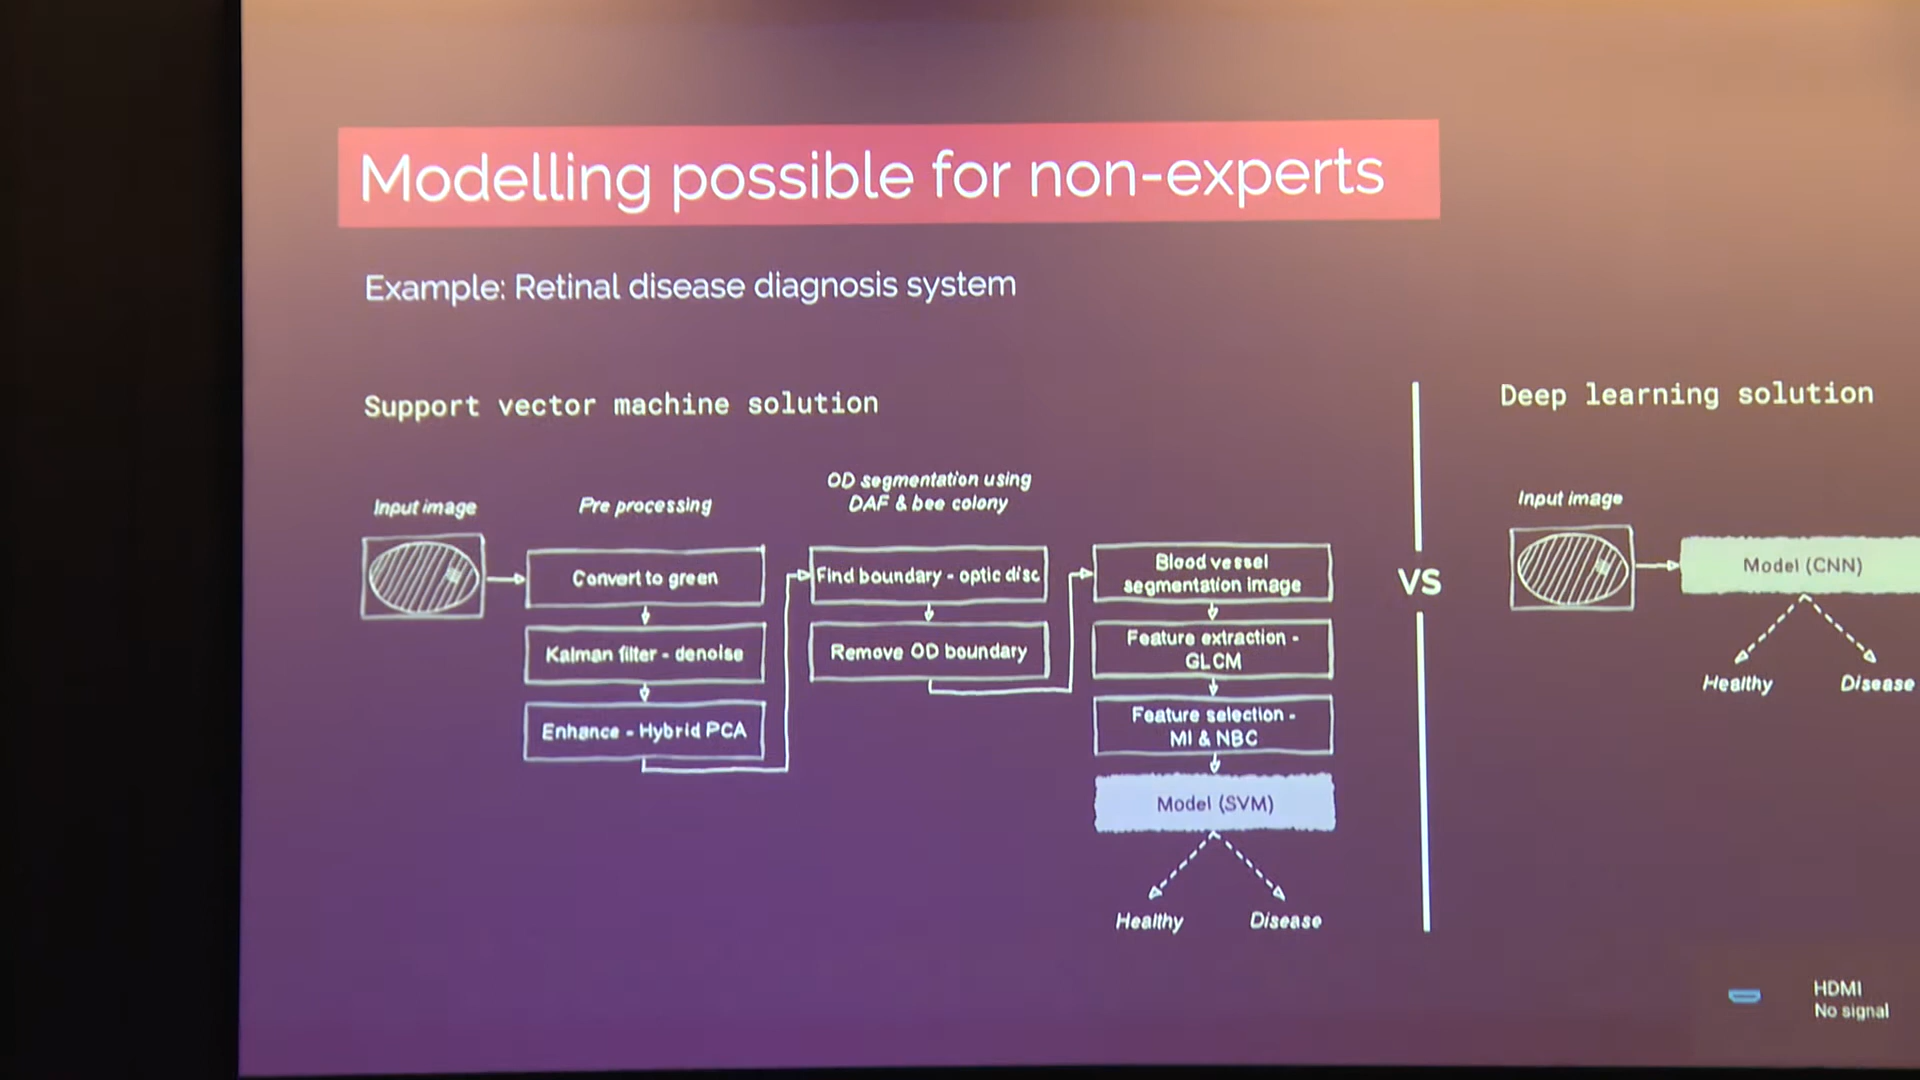 Modelling possible for non-experts
Example: Retinal disease diagnosis system
Support vector machine solution
Input image
Pre processing
Convert to green
Kalman filter - denoise
Enhance - Hybrid PCA
OD segmentation using
DAF & bee colony
Find boundary - optic disc
Remove OD boundary
Blood vessel
segmentation image
Feature extraction -
GLCM
Feature selection -
MI & NBC
Model (SVM)
Healthy
Disease
VS
Deep learning solution
Input image
Model (CNN)
Healthy
Disease
HDMI
No signal